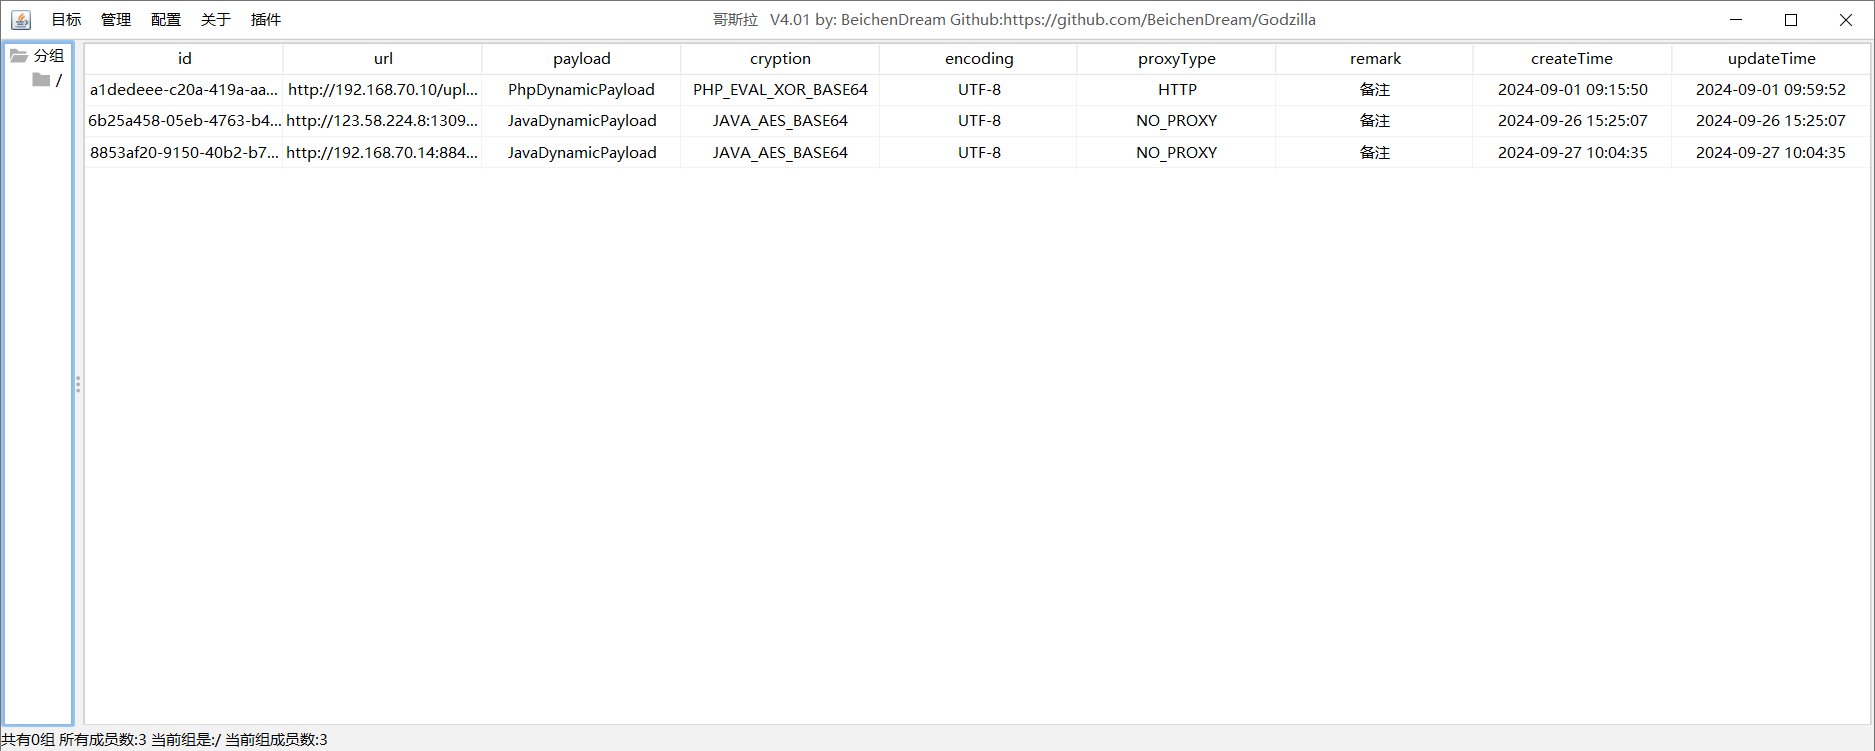 目标 管理 配置 关于 插件 哥斯拉 V4.01 by: BeichenDream Github:https://github.com/BeichenDream/Godzilla
分组
/
id url payload cryption encoding proxyType remark createTime updateTime
a1dedeee-c20a-419a-aa... http://192.168.70.10/upl... PhpDynamicPayload PHP_EVAL_XOR_BASE64 UTF-8 HTTP 备注 2024-09-01 09:15:50 2024-09-01 09:59:52
6b25a458-05eb-4763-b4... http://123.58.224.8:1309... JavaDynamicPayload JAVA_AES_BASE64 UTF-8 NO_PROXY 备注 2024-09-26 15:25:07 2024-09-26 15:25:07
8853af20-9150-40b2-b7... http://192.168.70.14:884... JavaDynamicPayload JAVA_AES_BASE64 UTF-8 NO_PROXY 备注 2024-09-27 10:04:35 2024-09-27 10:04:35
共有0组 所有成员数:3 当前组是:/ 当前组成员数:3